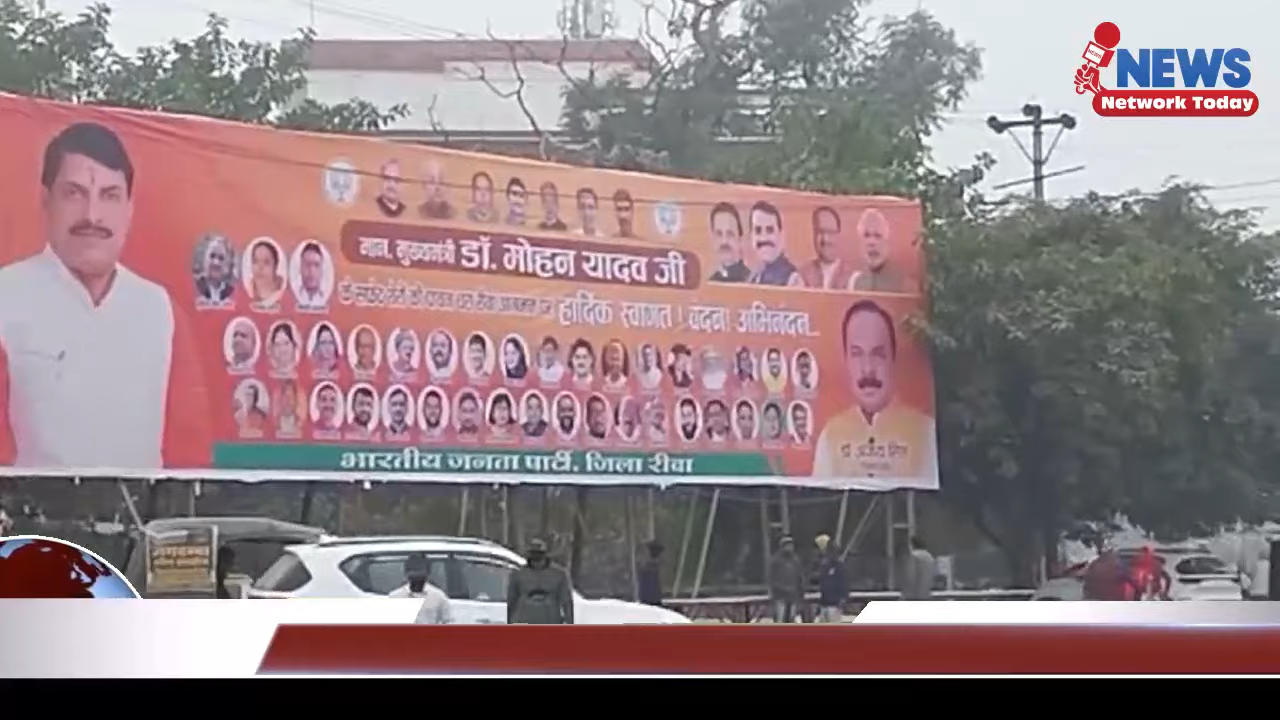 NEWS
Network Today
मान. मुख्यमंत्री डॉ. मोहन यादव जी
हार्दिक स्वागत ! वंदन! अभिनंदन..
भारतीय जनता पार्टी, जिला रीवा